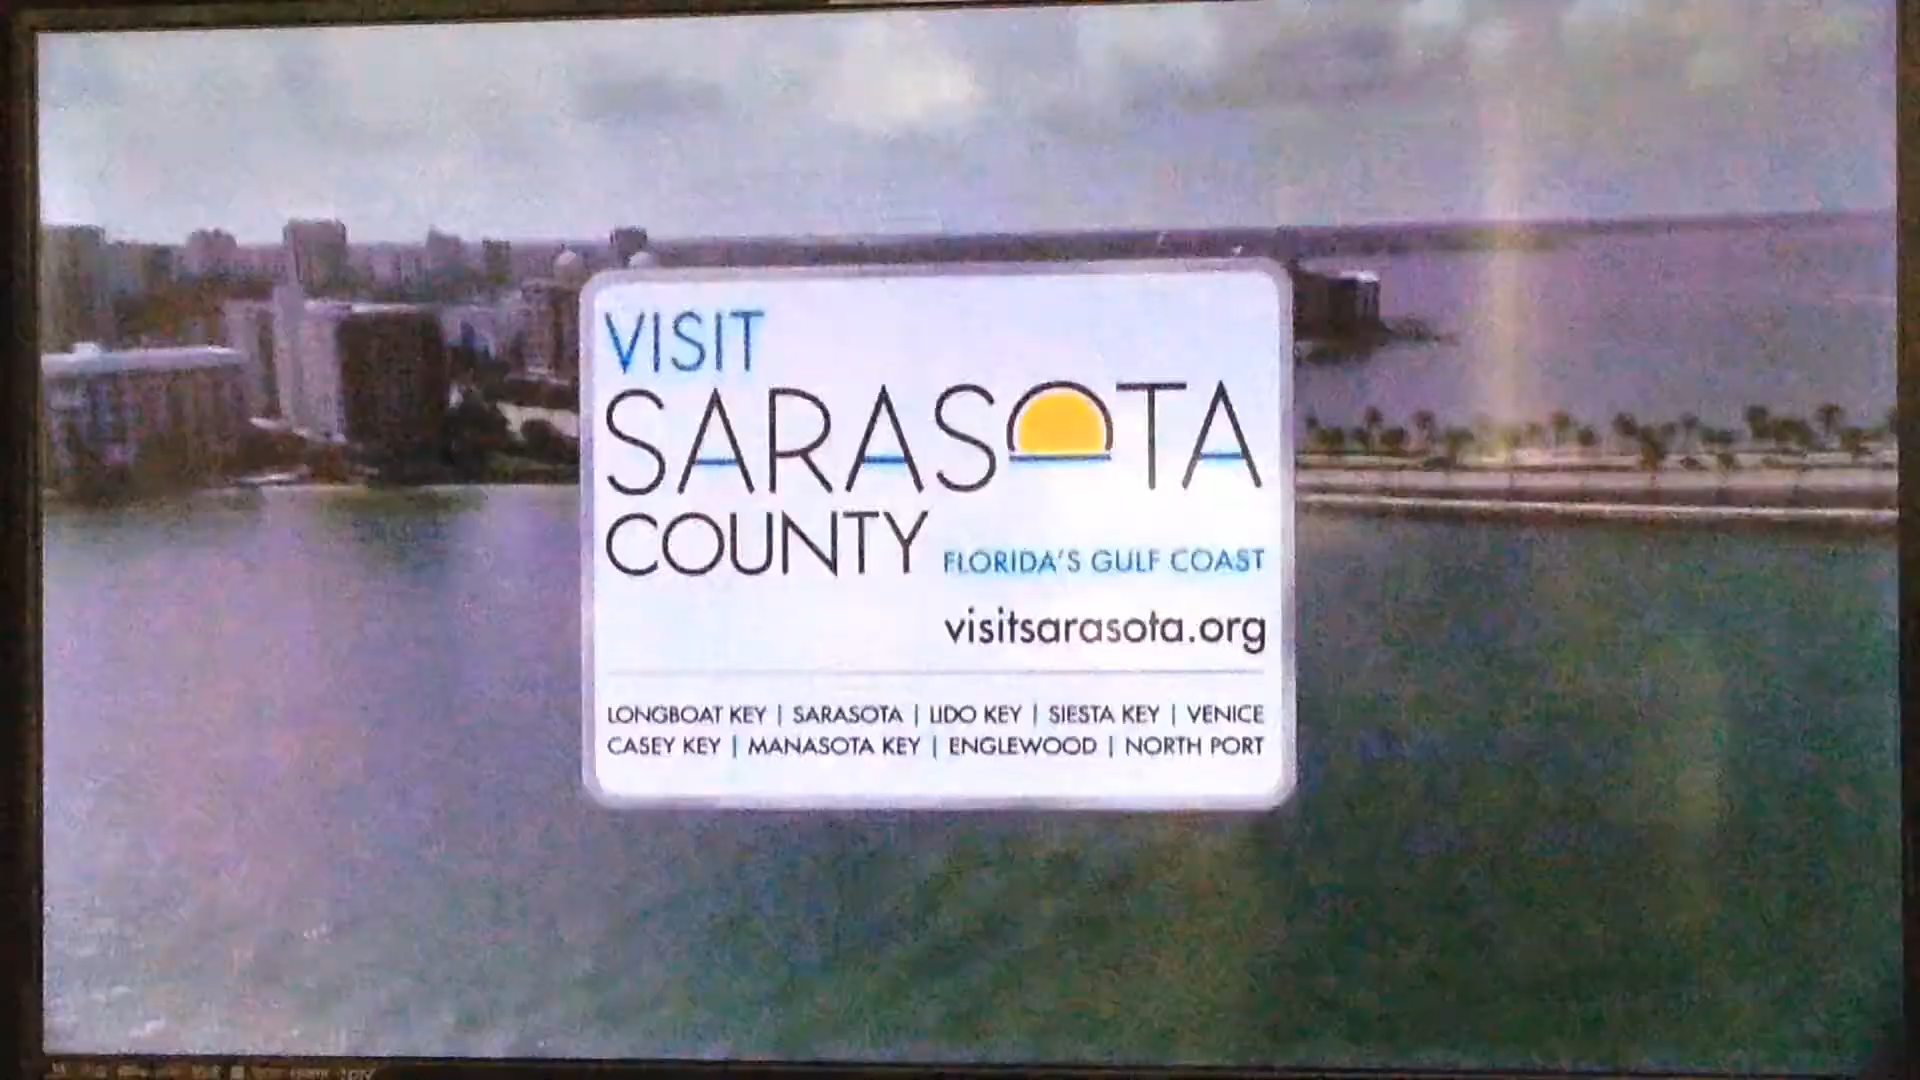 VISIT
SARASOTA
COUNTY FLORIDA'S GULF COAST
visitsarasota.org
LONGBOAT KEY | SARASOTA | LIDO KEY | SIESTA KEY | VENICE
CASEY KEY | MANASOTA KEY | ENGLEWOOD | NORTH PORT